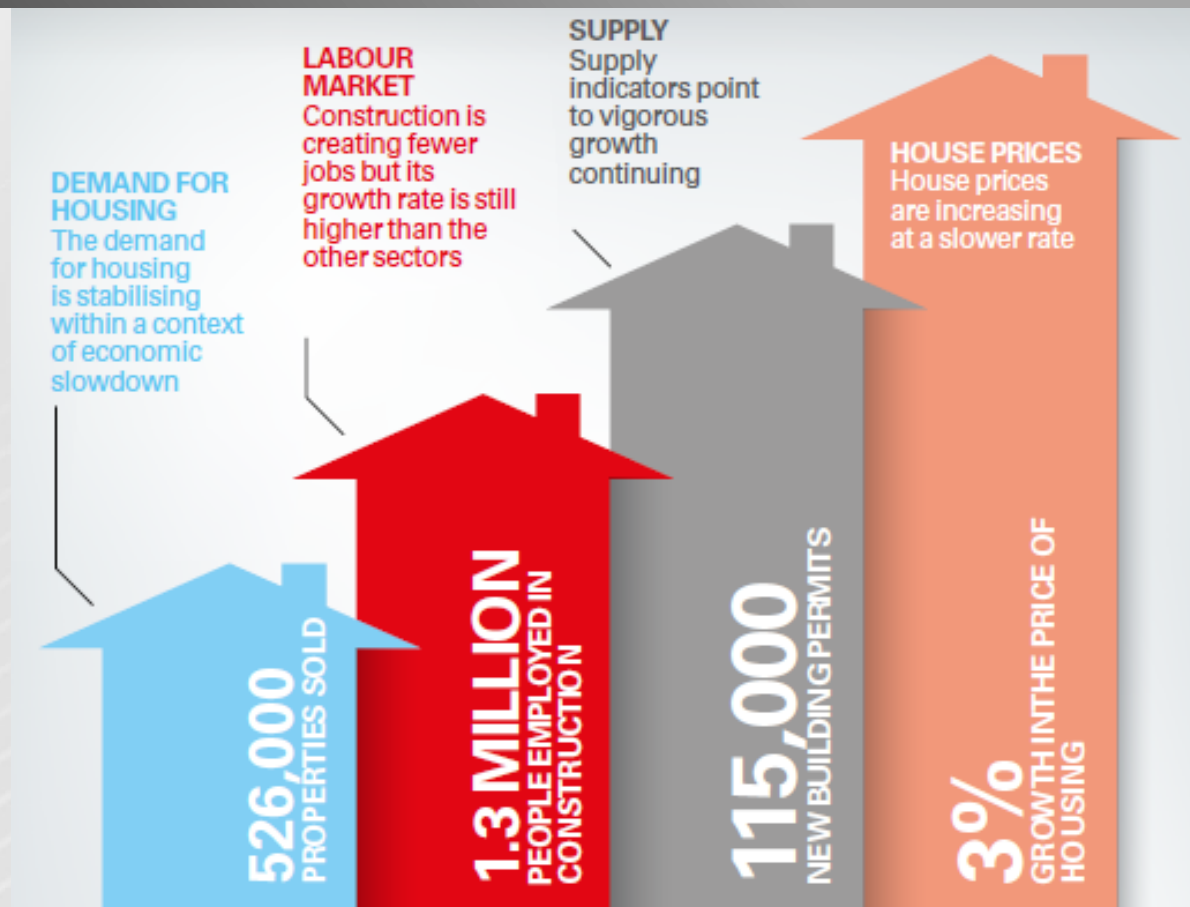 DEMAND FOR
HOUSING
The demand
for housing
is stabilising
within a context
of economic
slowdown
526,000
PROPERTIES SOLD
LABOUR
MARKET
Construction is
creating fewer
jobs but its
growth rate is still
higher than the
other sectors
1.3 MILLION
PEOPLE EMPLOYED IN
CONSTRUCTION
SUPPLY
Supply
indicators point
to vigorous
growth
continuing
115,000
NEW BUILDING PERMITS
HOUSE PRICES
House prices
are increasing
at a slower rate
3%
GROWTH INTHE PRICE OF
HOUSING